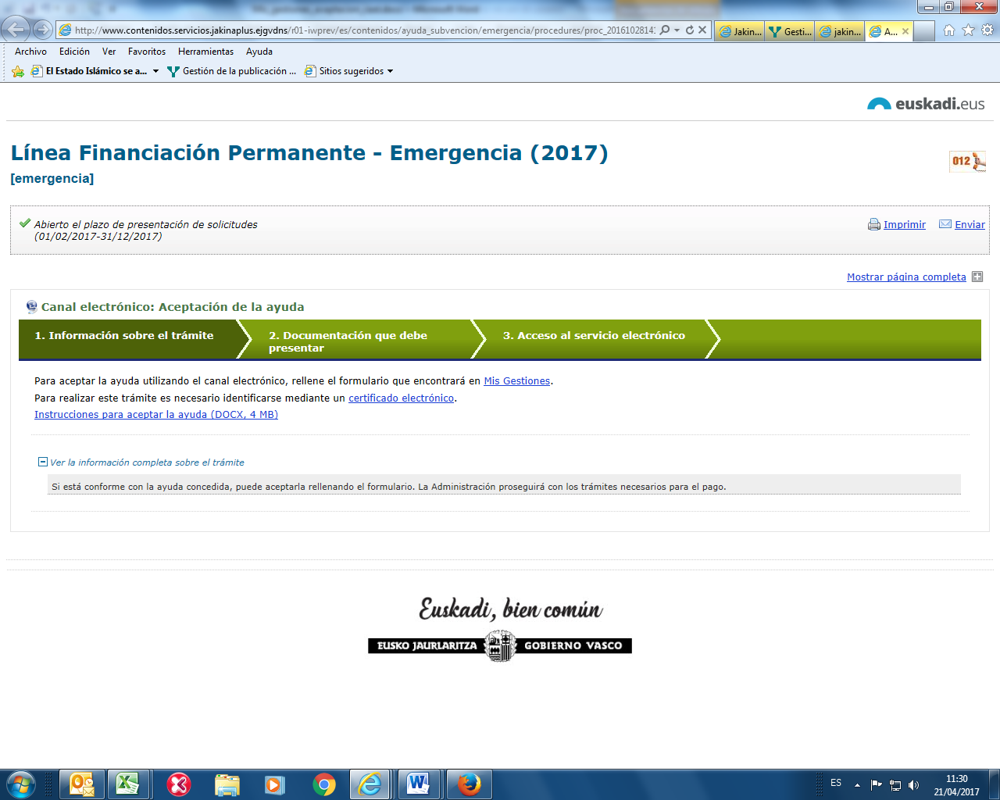 http://www.contenidos.servicios.jakinaplus.ejgvdns/r01-iwprev/es/contenidos/ayuda_subvencion/emergencia/procedures/proc_2016102814
Jakin...
Gesti...
jakin...
A...
Archivo Edición Ver Favoritos Herramientas Ayuda
El Estado Islámico se a...
Gestión de la publicación ...
Sitios sugeridos
euskadi.eus
Línea Financiación Permanente - Emergencia (2017)
012
[emergencia]
Abierto el plazo de presentación de solicitudes
(01/02/2017-31/12/2017)
Imprimir
Enviar
Mostrar página completa
Canal electrónico: Aceptación de la ayuda
1. Información sobre el trámite
2. Documentación que debe
presentar
3. Acceso al servicio electrónico
Para aceptar la ayuda utilizando el canal electrónico, rellene el formulario que encontrará en Mis Gestiones.
Para realizar este trámite es necesario identificarse mediante un certificado electrónico.
Instrucciones para aceptar la ayuda (DOCX, 4 MB)
Ver la información completa sobre el trámite
Si está conforme con la ayuda concedida, puede aceptarla rellenando el formulario. La Administración proseguirá con los trámites necesarios para el pago.
Euskadi, bien común
EUSKO JAURLARITZA
GOBIERNO VASCO
ES
11:30
21/04/2017